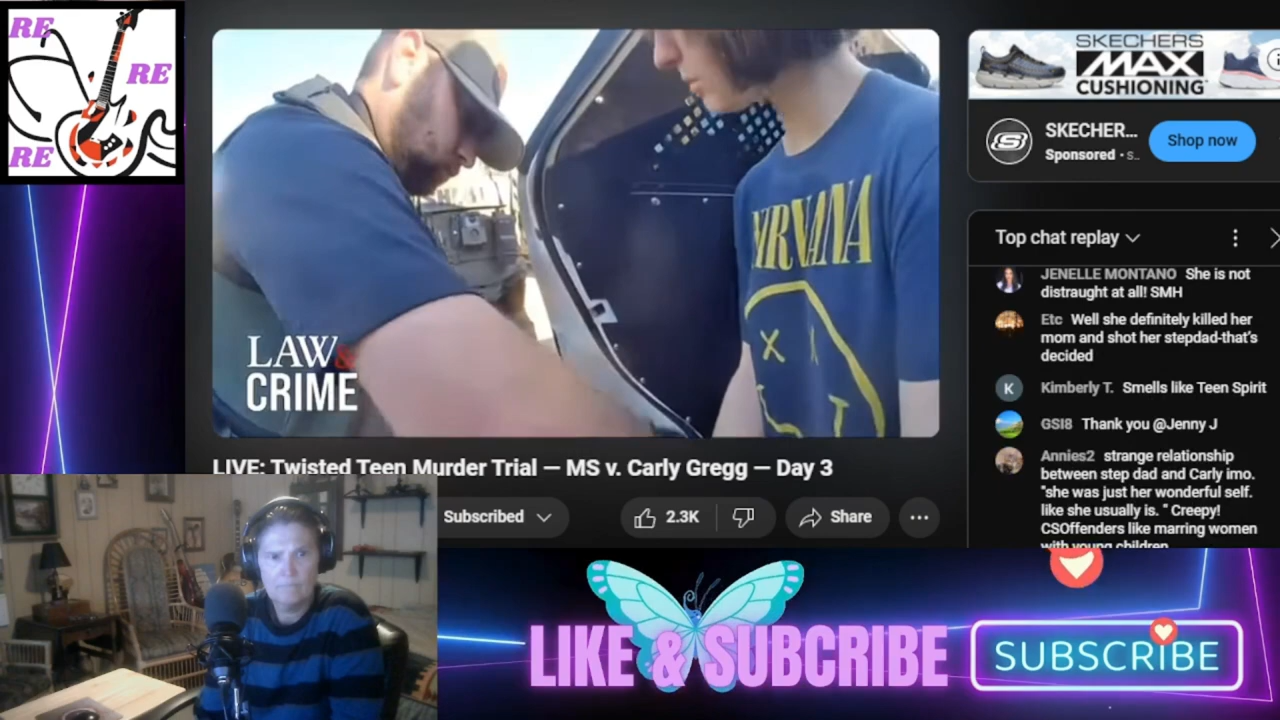 RE
RE
RE
NIRVANA
LAW&
CRIME
LIVE: Twisted Teen Murder Trial — MS v. Carly Gregg — Day 3
Subscribed
2.3K
Share
SKECHERS
MAX
CUSHIONING
SKECHER...
Sponsored • s..
Shop now
Top chat replay
JENELLE MONTANO She is not
distraught at all! SMH
Etc Well she definitely killed her
mom and shot her stepdad-that's
decided
K
Kimberly T. Smells like Teen Spirit
GSI8 Thank you @Jenny J
Annies2 strange relationship
between step dad and Carly imo.
"she was just her wonderful self.
like she usually is. " Creepy!
CSOffenders like marring women
with young children
LIKE & SUBCRIBE
SUBSCRIBE